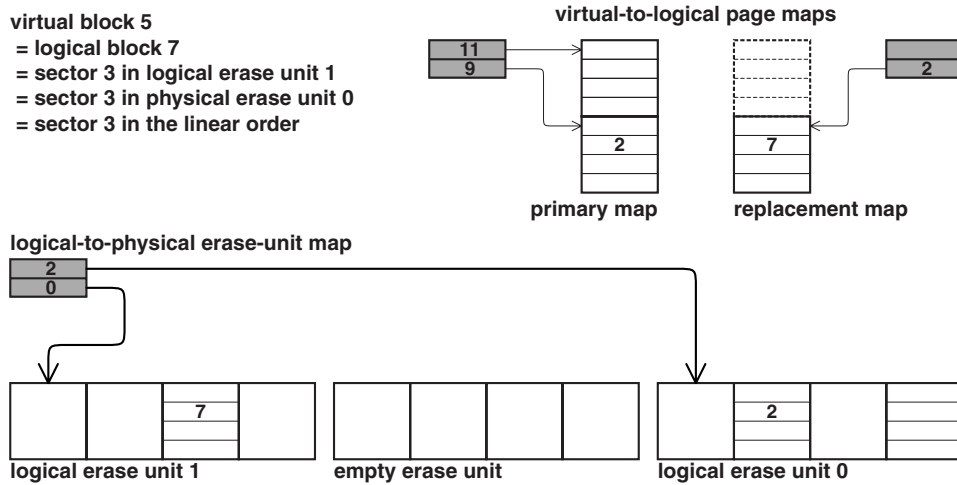 virtual block 5
= logical block 7
= sector 3 in logical erase unit 1
= sector 3 in physical erase unit 0
= sector 3 in the linear order
virtual-to-logical page maps
11
9
2
2
7
primary map
replacement map
logical-to-physical erase-unit map
2
0
7
2
logical erase unit 1
empty erase unit
logical erase unit 0